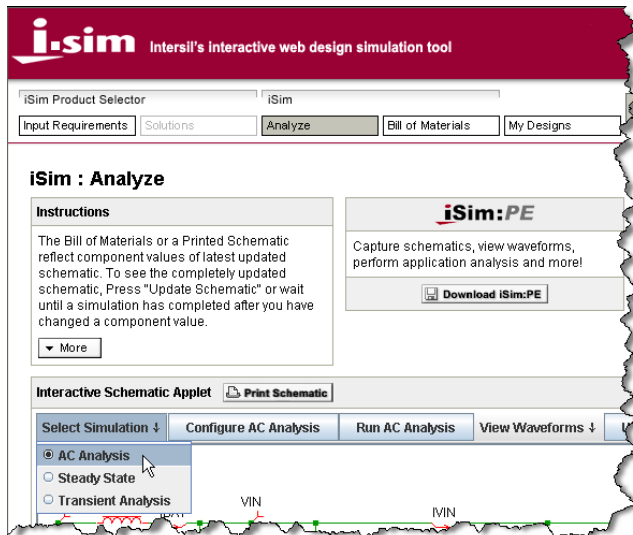 i.sim Intersil's interactive web design simulation tool
iSim Product Selector iSim
Input Requirements Solutions Analyze Bill of Materials My Designs
iSim : Analyze
Instructions
The Bill of Materials or a Printed Schematic
reflect component values of latest updated
schematic. To see the completely updated
schematic, Press "Update Schematic" or wait
until a simulation has completed after you have
changed a component value.
More
iSim:PE
Capture schematics, view waveforms,
perform application analysis and more!
Download iSim:PE
Interactive Schematic Applet Print Schematic
Select Simulation Configure AC Analysis Run AC Analysis View Waveforms
AC Analysis
Steady State
Transient Analysis
VIN
IVIN